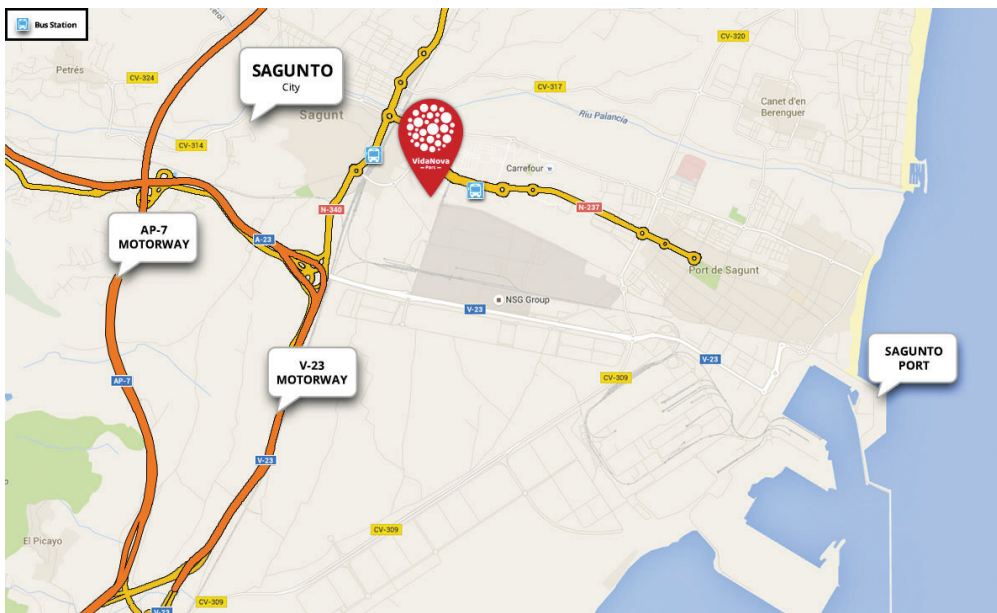 Bus Station
CV-320
Petrés
CV-324
SAGUNTO
City
CV-317
Canet d'en
Berenguer
Sagunt
Riu Palancia
CV-314
VidaNova
Parc
Carrefour
N-340
N-237
AP-7
MOTORWAY
A-23
Port de Sagunt
NSG Group
V-23
V-23
SAGUNTO
PORT
V-23
MOTORWAY
AP-7
CV-309
V-23
CV-309
El Picayo
CV-309
V-23